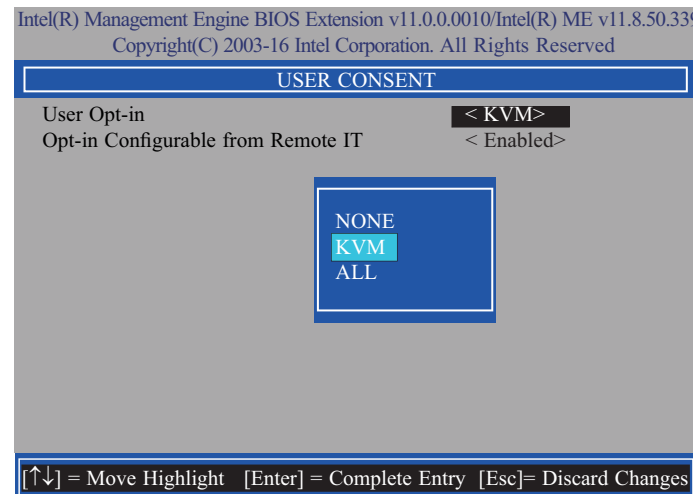 Intel(R) Management Engine BIOS Extension v11.0.0.0010/Intel(R) ME v11.8.50.339
Copyright(C) 2003-16 Intel Corporation. All Rights Reserved
USER CONSENT
User Opt-in < KVM>
Opt-in Configurable from Remote IT < Enabled>
NONE
KVM
ALL
[↑↓] = Move Highlight [Enter] = Complete Entry [Esc]= Discard Changes